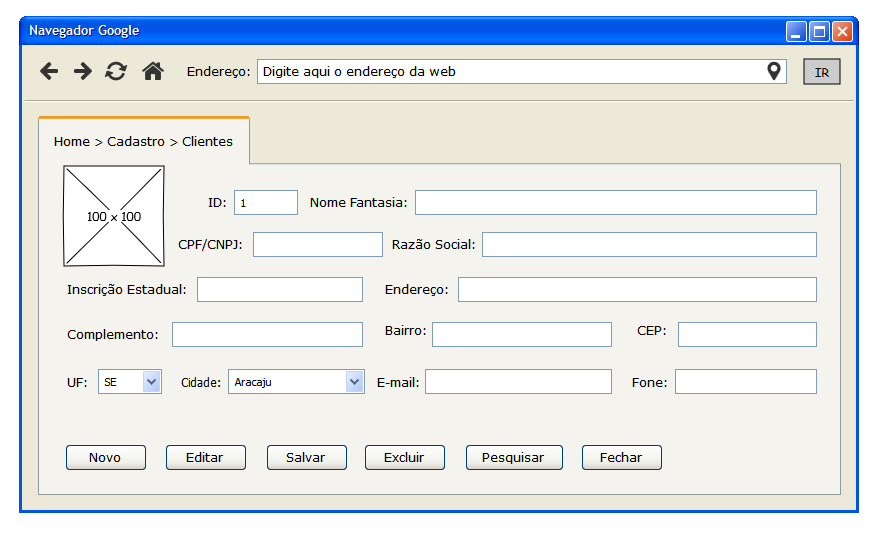 Navegador Google
Endereço: Digite aqui o endereço da web IR
Home > Cadastro > Clientes
100 x 100
ID: 1 Nome Fantasia:
CPF/CNPJ: Razão Social:
Inscrição Estadual: Endereço:
Complemento: Bairro: CEP:
UF: SE Cidade: Aracaju E-mail: Fone:
Novo Editar Salvar Excluir Pesquisar Fechar